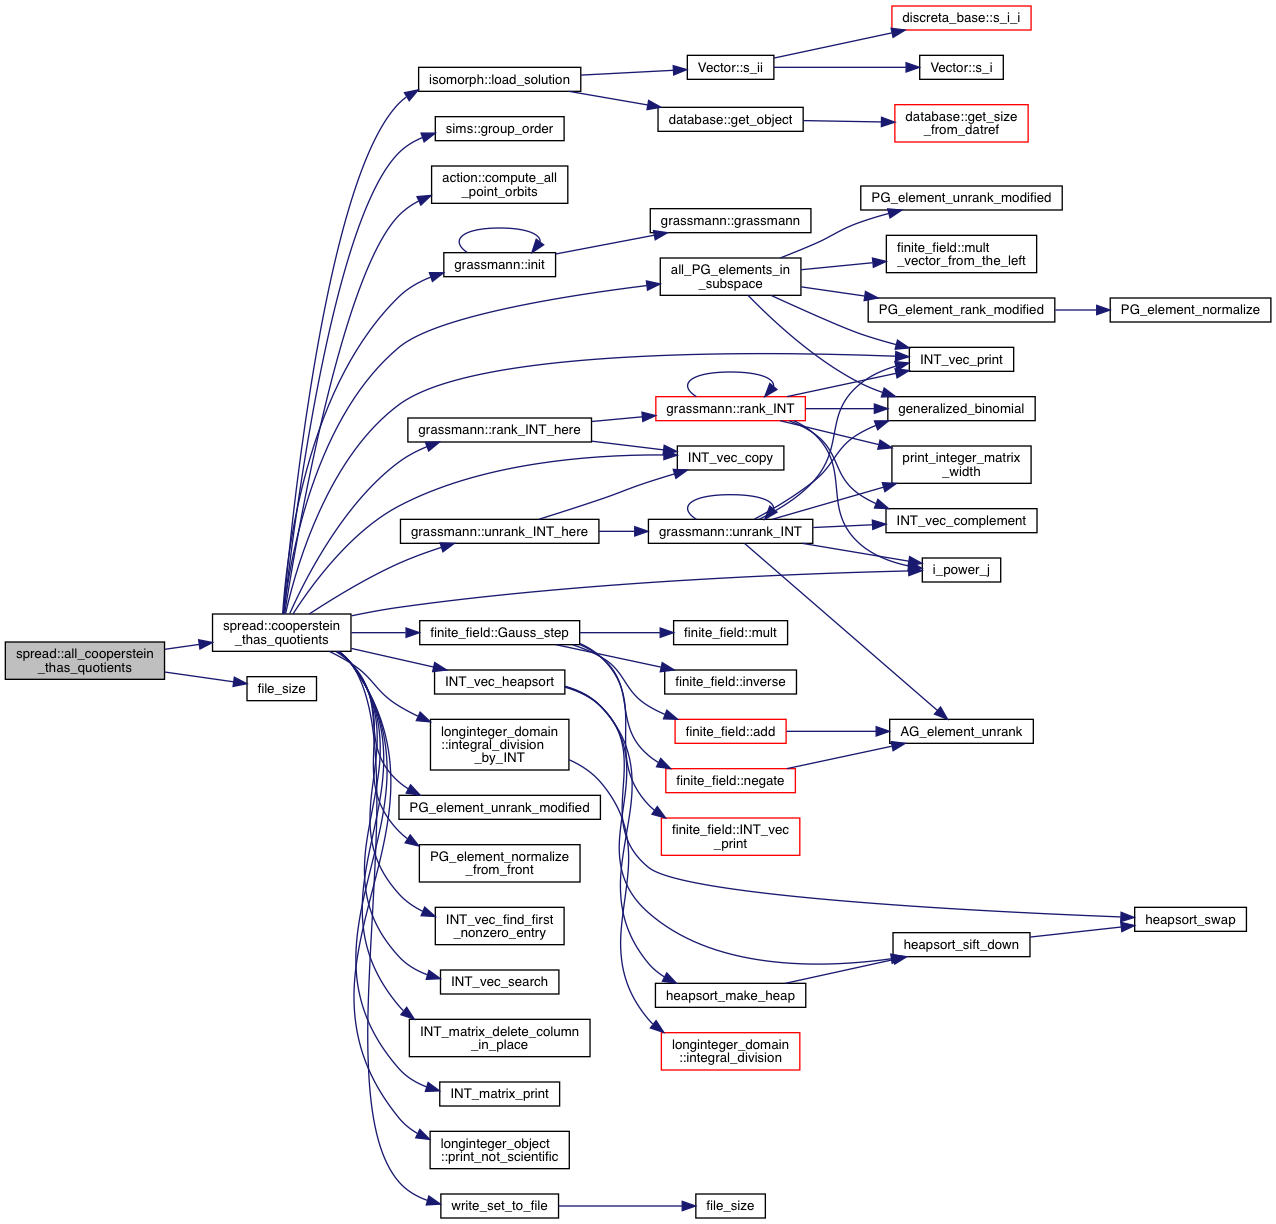 discreta_base::s_i_i
isomorph::load_solution
Vector::s_ii
Vector::s_i
database::get_object
database::get_size
_from_datref
sims::group_order
action::compute_all
_point_orbits
PG_element_unrank_modified
grassmann::grassmann
grassmann::init
finite_field::mult
_vector_from_the_left
all_PG_elements_in
_subspace
PG_element_rank_modified
PG_element_normalize
INT_vec_print
grassmann::rank_INT
generalized_binomial
grassmann::rank_INT_here
INT_vec_copy
print_integer_matrix
_width
grassmann::unrank_INT_here
grassmann::unrank_INT
INT_vec_complement
i_power_j
spread::cooperstein
_thas_quotients
finite_field::Gauss_step
finite_field::mult
spread::all_cooperstein
_thas_quotients
file_size
INT_vec_heapsort
finite_field::inverse
longinteger_domain
::integral_division
_by_INT
finite_field::add
AG_element_unrank
finite_field::negate
PG_element_unrank_modified
finite_field::INT_vec
_print
PG_element_normalize
_from_front
INT_vec_find_first
_nonzero_entry
heapsort_swap
heapsort_sift_down
INT_vec_search
heapsort_make_heap
INT_matrix_delete_column
_in_place
longinteger_domain
::integral_division
INT_matrix_print
longinteger_object
::print_not_scientific
write_set_to_file
file_size